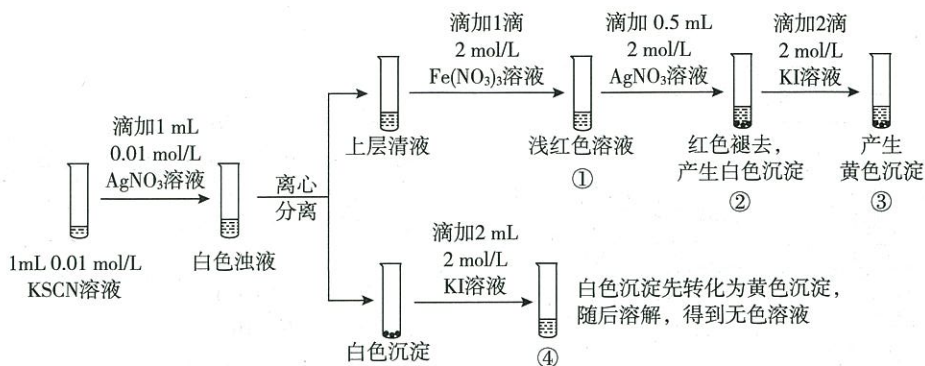 滴加1滴
2 mol/L
Fe(NO₃)₃溶液
滴加 0.5 mL
2 mol/L
AgNO₃溶液
滴加2滴
2 mol/L
KI溶液
滴加1 mL
0.01 mol/L
AgNO₃溶液
离心
分离
上层清液
浅红色溶液
①
红色褪去，
产生白色沉淀
②
产生
黄色沉淀
③
1mL 0.01 mol/L
KSCN溶液
白色浊液
滴加2 mL
2 mol/L
KI溶液
白色沉淀
④
白色沉淀先转化为黄色沉淀，
随后溶解，得到无色溶液